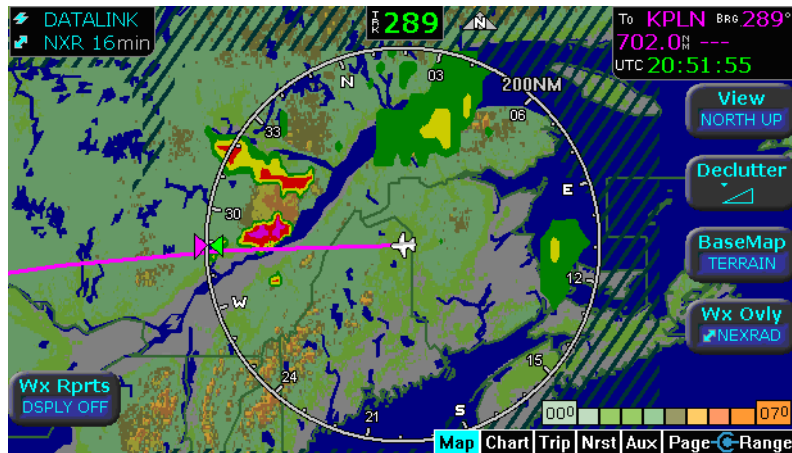 DATALINK
NXR 16min
TRK 289
N
To KPLN BRG 289°
702.0NM ---
UTC 20:51:55
200NM
N
03
06
E
12
15
S
21
24
W
30
33
View
NORTH UP
Declutter
BaseMap
TERRAIN
Wx Ovly
NEXRAD
Wx Rprts
DSPLY OFF
00⁰
07⁰
Map Chart Trip Nrst Aux Page Range